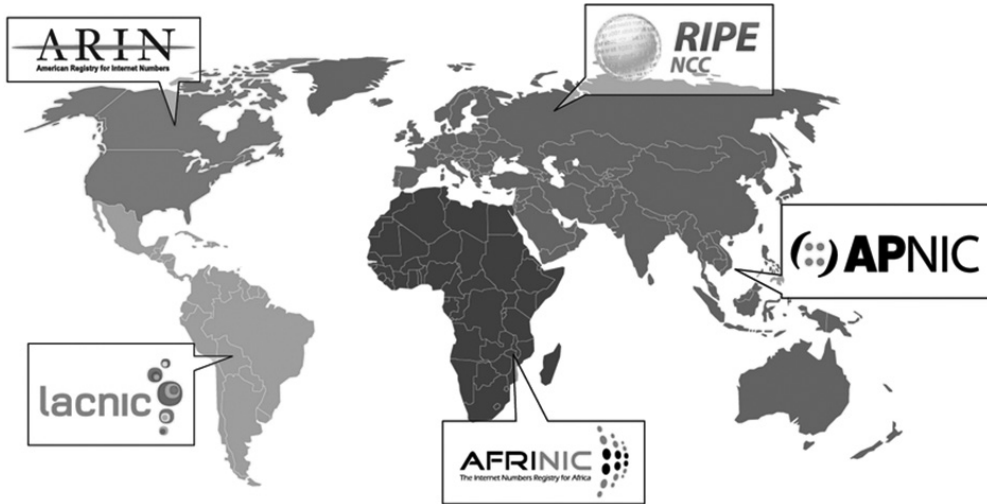 ARIN
American Registry for Internet Numbers
RIPE
NCC
APNIC
lacnic
AFRINIC
The Internet Numbers Registry for Africa